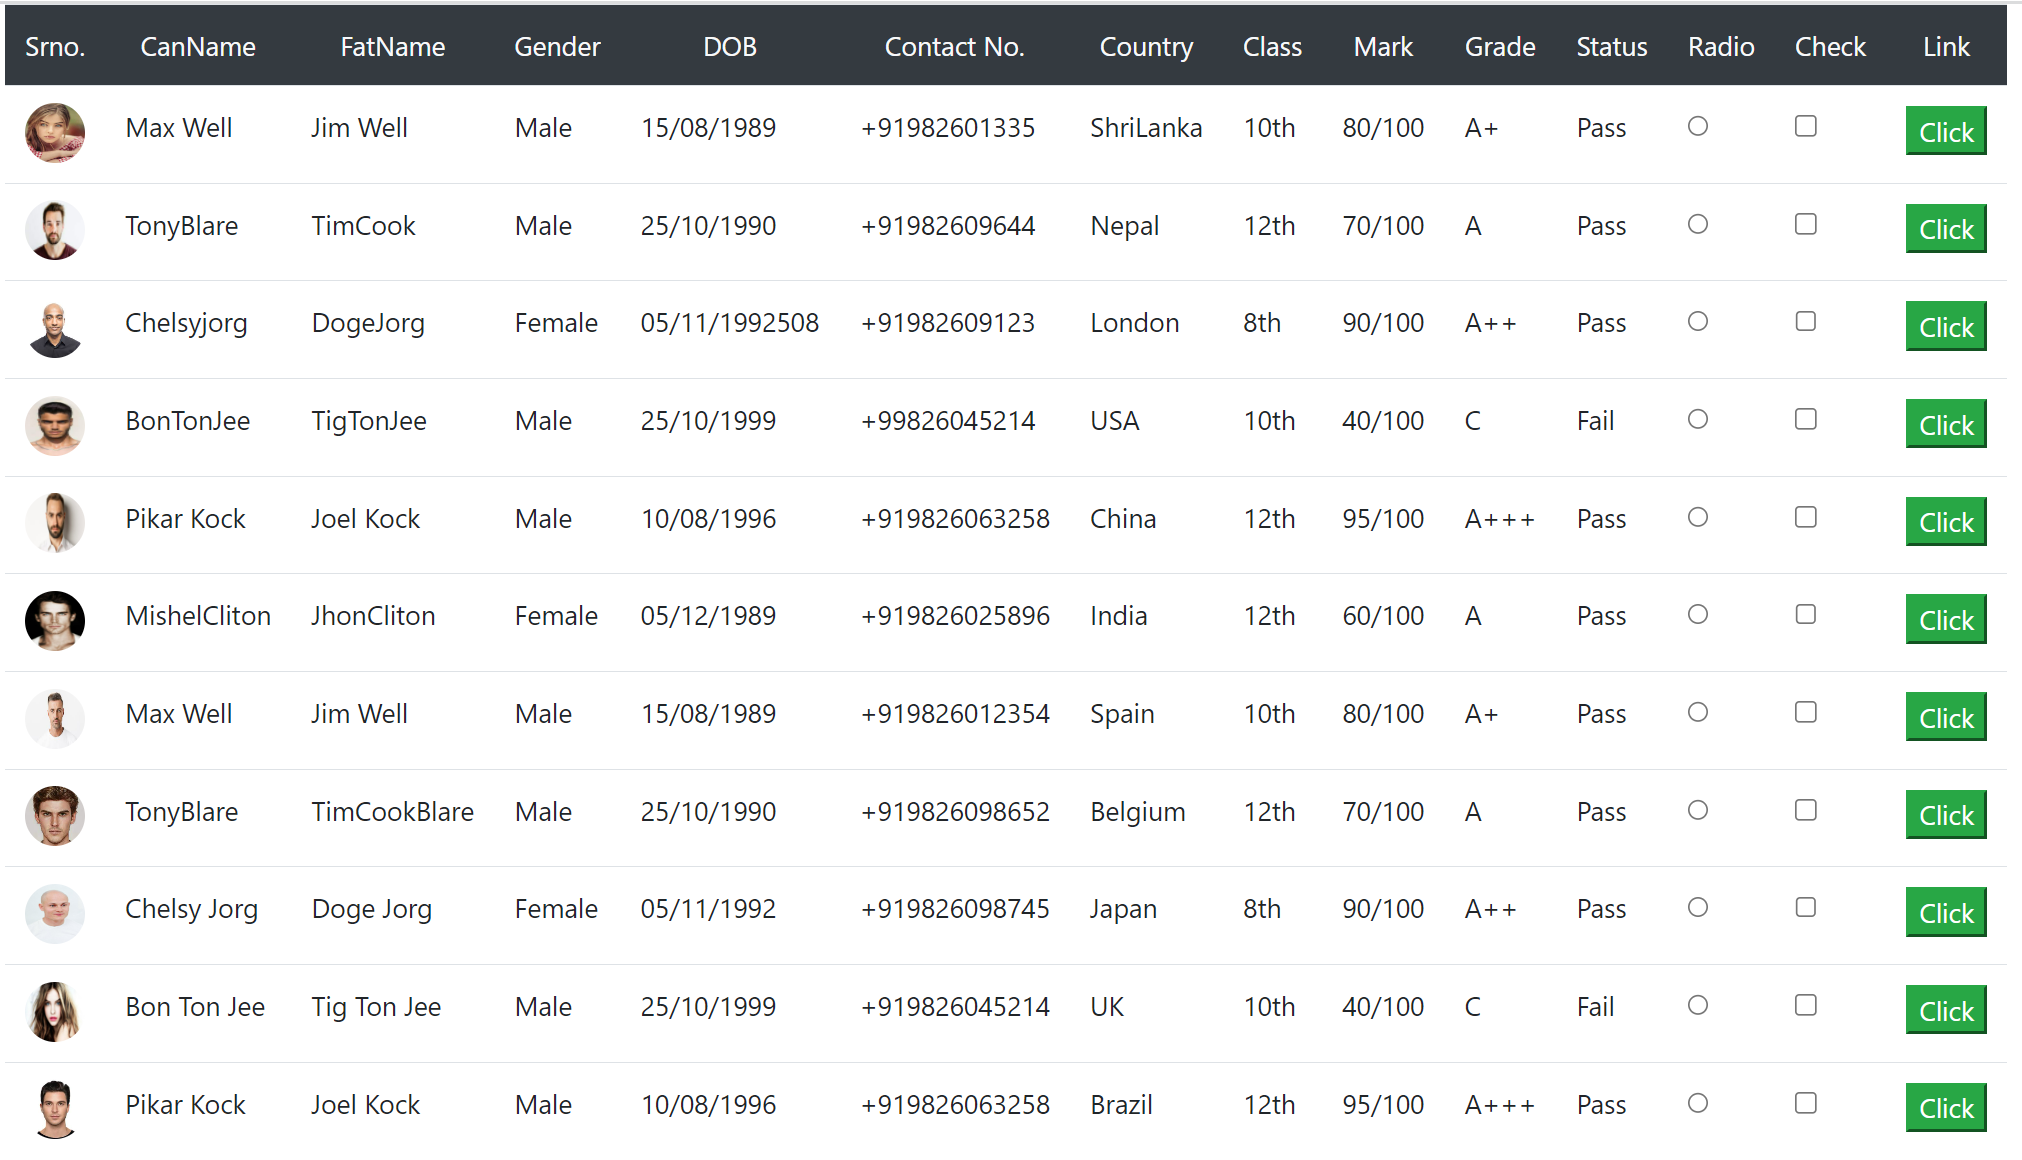 Srno. CanName FatName Gender DOB Contact No. Country Class Mark Grade Status Radio Check Link
Max Well Jim Well Male 15/08/1989 +91982601335 ShriLanka 10th 80/100 A+ Pass Click
TonyBlare TimCook Male 25/10/1990 +91982609644 Nepal 12th 70/100 A Pass Click
Chelsyjorg DogeJorg Female 05/11/1992508 +91982609123 London 8th 90/100 A++ Pass Click
BonTonJee TigTonJee Male 25/10/1999 +99826045214 USA 10th 40/100 C Fail Click
Pikar Kock Joel Kock Male 10/08/1996 +919826063258 China 12th 95/100 A+++ Pass Click
MishelCliton JhonCliton Female 05/12/1989 +919826025896 India 12th 60/100 A Pass Click
Max Well Jim Well Male 15/08/1989 +919826012354 Spain 10th 80/100 A+ Pass Click
TonyBlare TimCookBlare Male 25/10/1990 +919826098652 Belgium 12th 70/100 A Pass Click
Chelsy Jorg Doge Jorg Female 05/11/1992 +919826098745 Japan 8th 90/100 A++ Pass Click
Bon Ton Jee Tig Ton Jee Male 25/10/1999 +919826045214 UK 10th 40/100 C Fail Click
Pikar Kock Joel Kock Male 10/08/1996 +919826063258 Brazil 12th 95/100 A+++ Pass Click